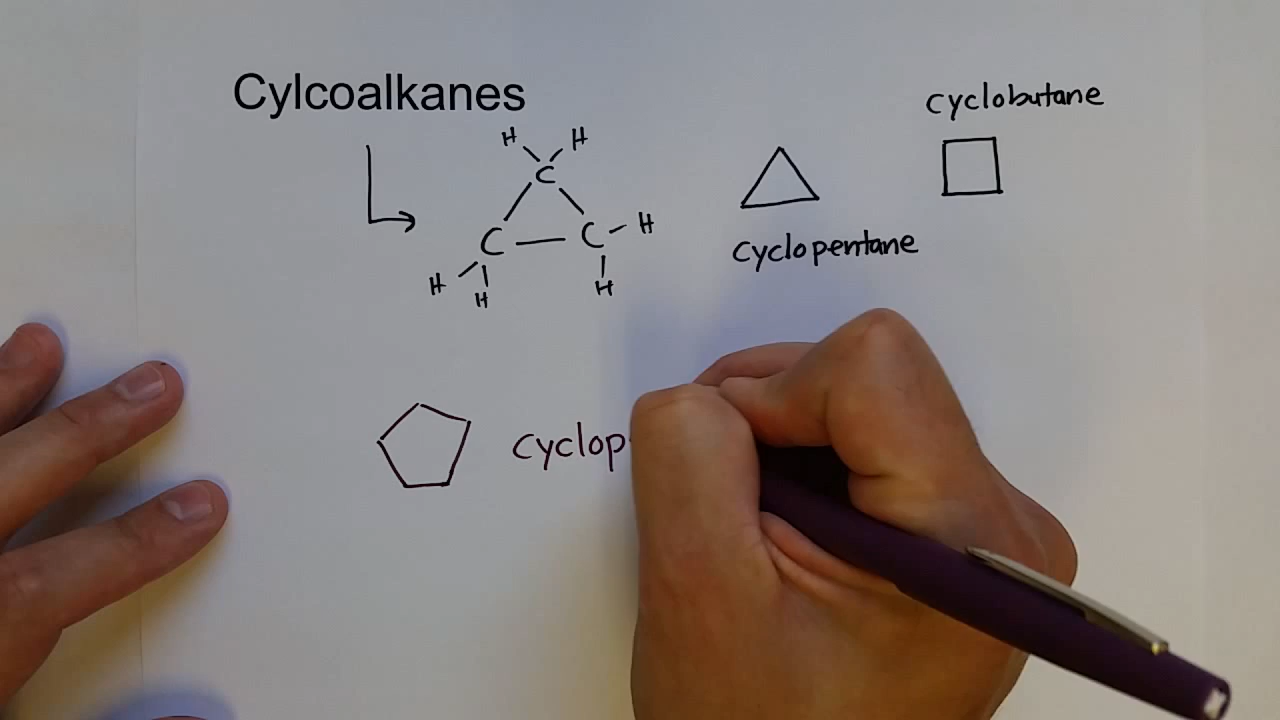 Cylcoalkanes
cyclobutane
H H
C
C C H
H H H
cyclopentane
cyclop